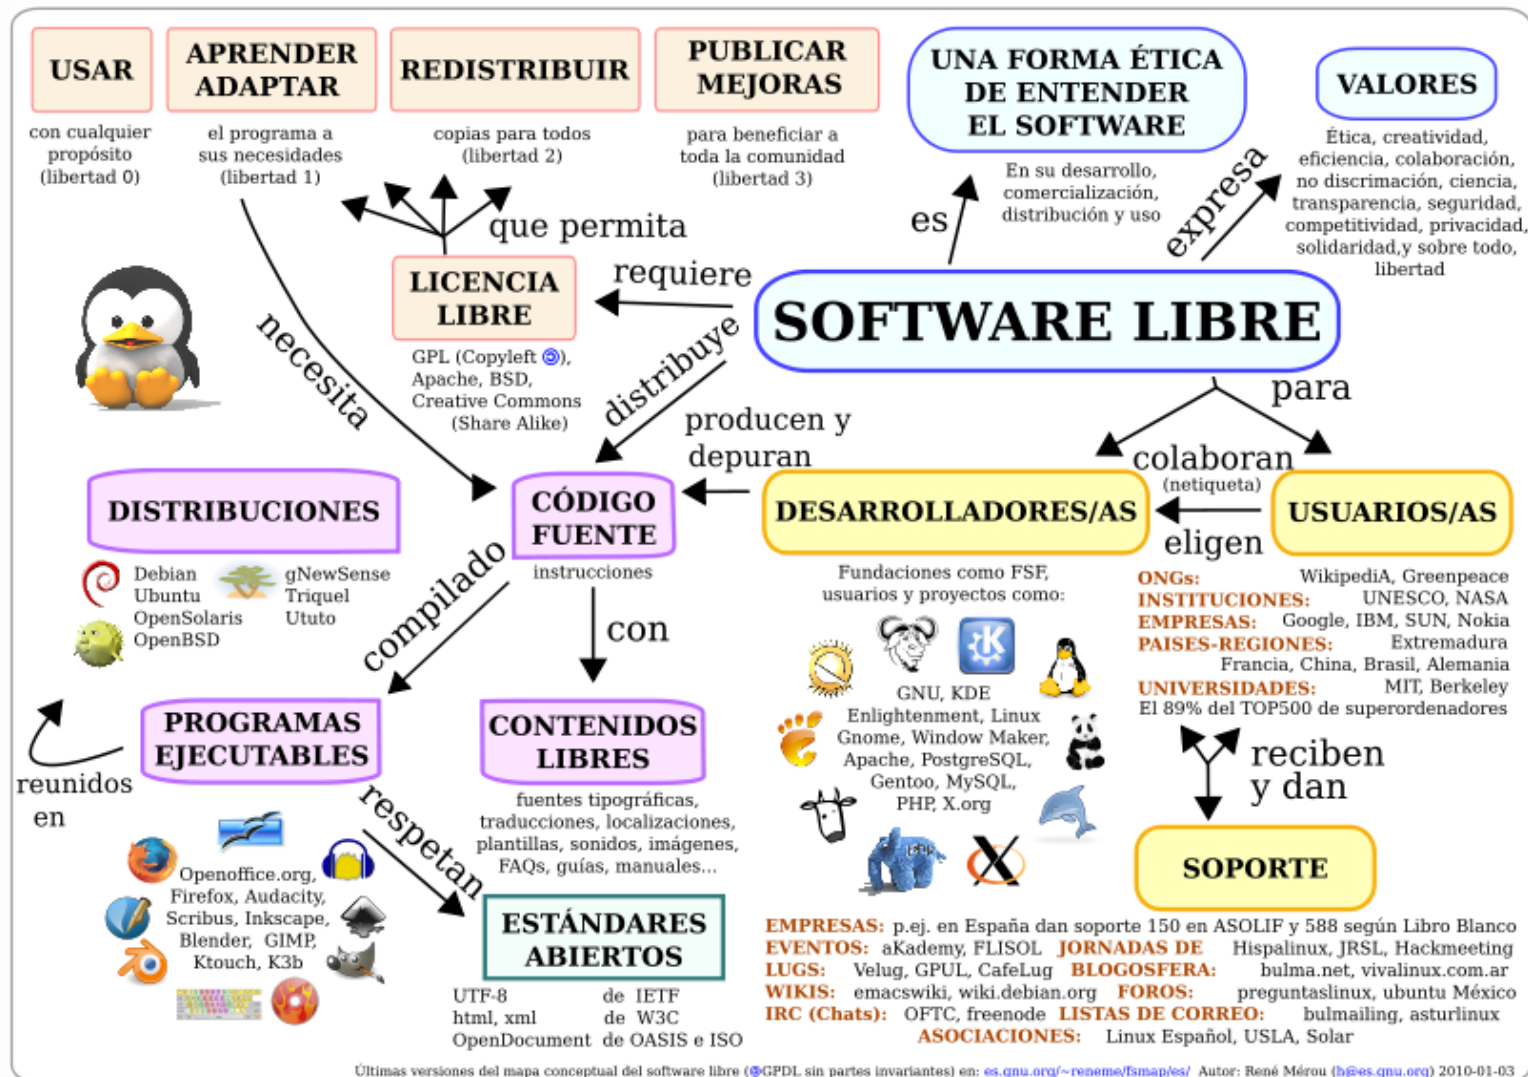 USAR
con cualquier
propósito
(libertad 0)
APRENDER
ADAPTAR
el programa a
sus necesidades
(libertad 1)
REDISTRIBUIR
copias para todos
(libertad 2)
PUBLICAR
MEJORAS
para beneficiar a
toda la comunidad
(libertad 3)
UNA FORMA ÉTICA
DE ENTENDER
EL SOFTWARE
En su desarrollo,
comercialización,
distribución y uso
VALORES
Ética, creatividad,
eficiencia, colaboración,
no discrimación, ciencia,
transparencia, seguridad,
competitividad, privacidad,
solidaridad,y sobre todo,
libertad
es
expresa
que permita
LICENCIA
LIBRE
requiere
SOFTWARE LIBRE
GPL (Copyleft),
Apache, BSD,
Creative Commons
(Share Alike)
necesita
distribuye
para
producen y
depuran
colaboran
(netiqueta)
eligen
DISTRIBUCIONES
Debian
Ubuntu
OpenSolaris
OpenBSD
gNewSense
Triquel
Ututo
CÓDIGO
FUENTE
instrucciones
DESARROLLADORES/AS
Fundaciones como FSF,
usuarios y proyectos como:
GNU, KDE
Enlightenment, Linux
Gnome, Window Maker,
Apache, PostgreSQL,
Gentoo, MySQL,
PHP, X.org
USUARIOS/AS
ONGs: WikipediA, Greenpeace
INSTITUCIONES: UNESCO, NASA
EMPRESAS: Google, IBM, SUN, Nokia
PAISES-REGIONES: Extremadura
Francia, China, Brasil, Alemania
UNIVERSIDADES: MIT, Berkeley
El 89% del TOP500 de superordenadores
compilado
con
reciben
y dan
PROGRAMAS
EJECUTABLES
reunidos
en
Openoffice.org,
Firefox, Audacity,
Scribus, Inkscape,
Blender, GIMP,
Ktouch, K3b
CONTENIDOS
LIBRES
fuentes tipográficas,
traducciones, localizaciones,
plantillas, sonidos, imágenes,
FAQs, guías, manuales...
respetan
ESTÁNDARES
ABIERTOS
UTF-8 de IETF
html, xml de W3C
OpenDocument de OASIS e ISO
SOPORTE
EMPRESAS: p.ej. en España dan soporte 150 en ASOLIF y 588 según Libro Blanco
EVENTOS: aKademy, FLISOL JORNADAS DE Hispalinux, JRSL, Hackmeeting
LUGS: Velug, GPUL, CafeLug BLOGOSFERA: bulma.net, vivalinux.com.ar
WIKIS: emacswiki, wiki.debian.org FOROS: preguntaslinux, ubuntu México
IRC (Chats): OFTC, freenode LISTAS DE CORREO: bulmailing, asturlinux
ASOCIACIONES: Linux Español, USLA, Solar
Últimas versiones del mapa conceptual del software libre (GPDL sin partes invariantes) en: es.gnu.org/~reneme/fsmap/es/ Autor: René Mérou (h@es.gnu.org) 2010-01-03